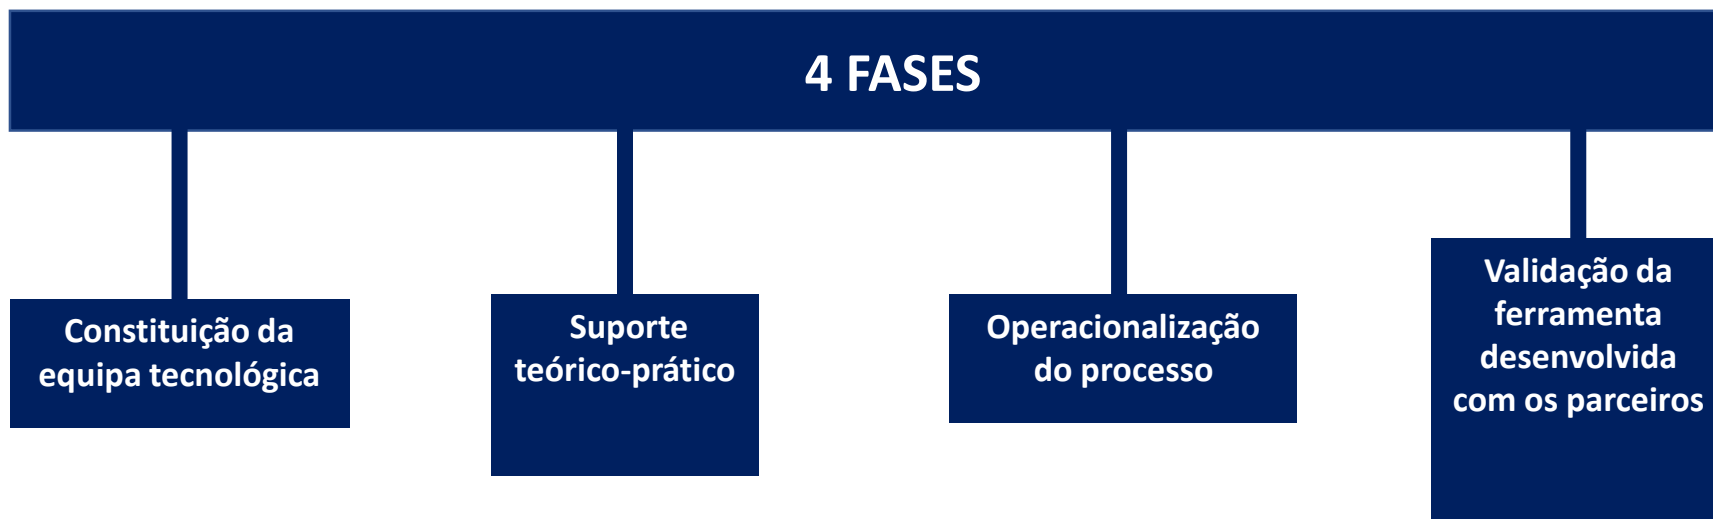 4 FASES
Constituição da
equipa tecnológica
Suporte
teórico-prático
Operacionalização
do processo
Validação da
ferramenta
desenvolvida
com os parceiros